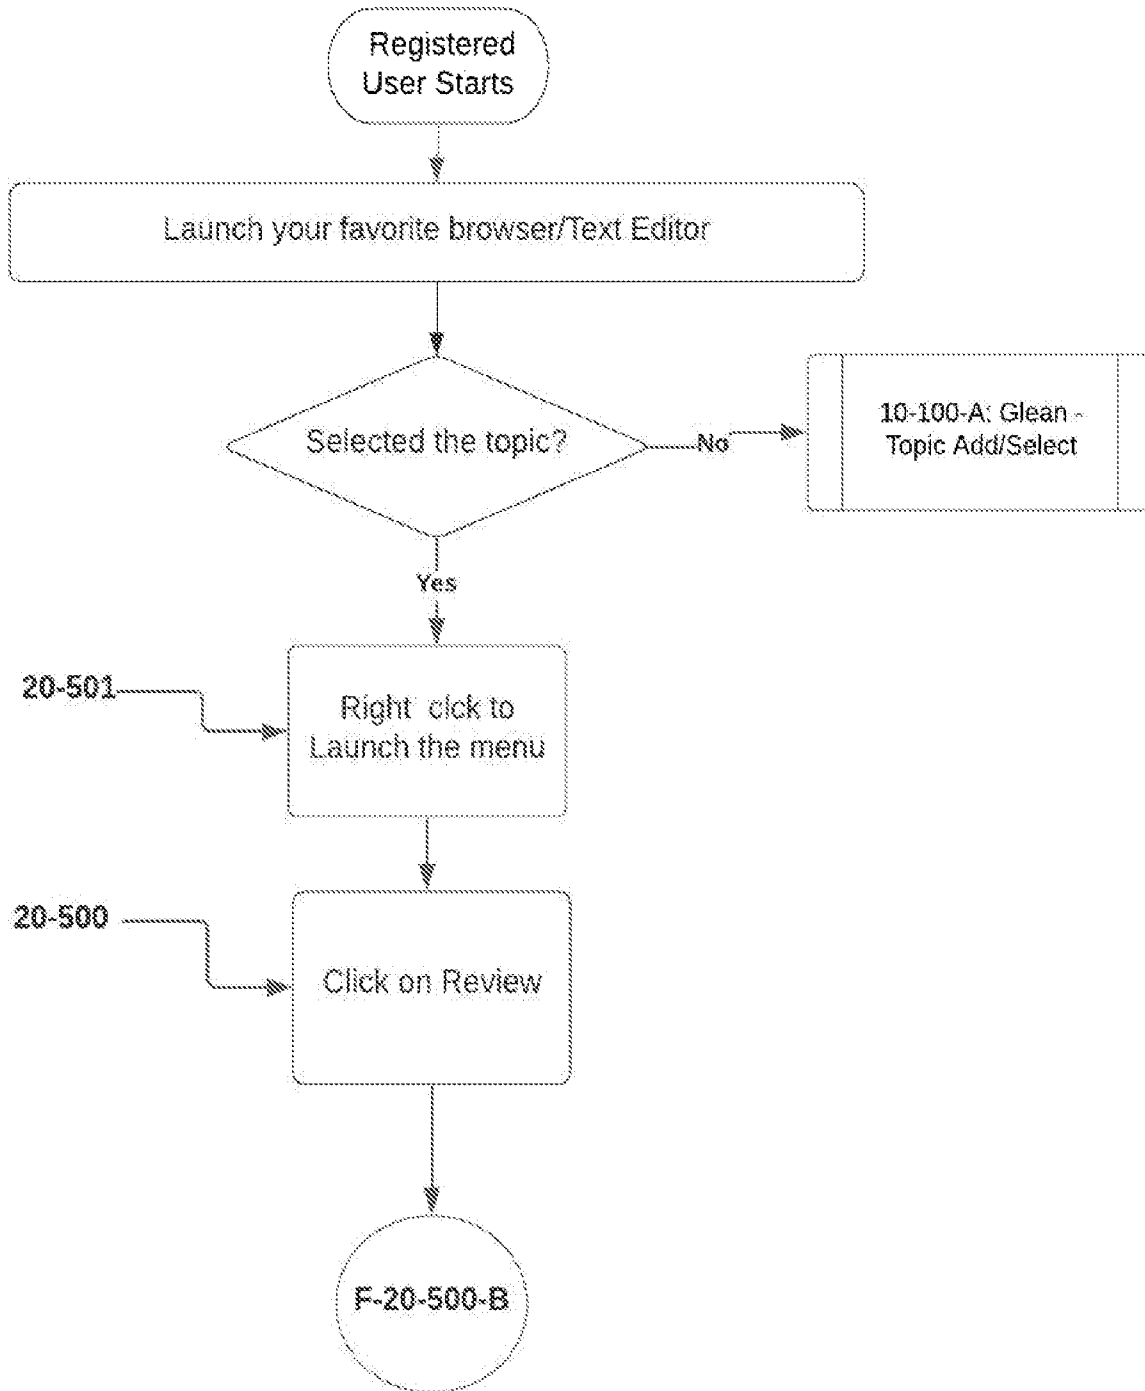 Registered
User Starts
Launch your favorite browser/Text Editor
Selected the topic?
No
10-100-A: Glean -
Topic Add/Select
Yes
20-501
Right clck to
Launch the menu
20-500
Click on Review
F-20-500-B